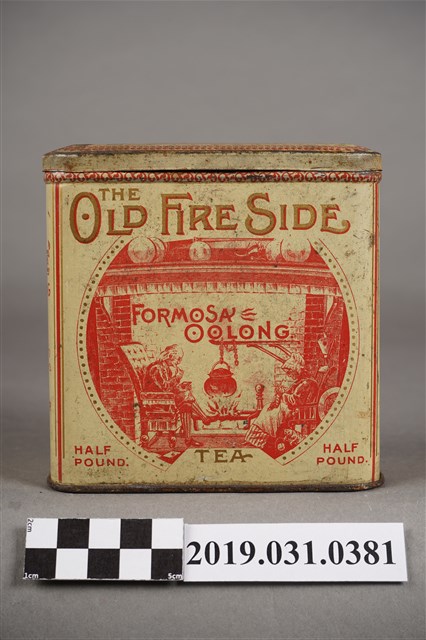 THE
OLD FIRE SIDE
FORMOSA
OOLONG.
HALF
POUND.
TEA
HALF
POUND.
2cm
1cm
5cm
2019.031.0381